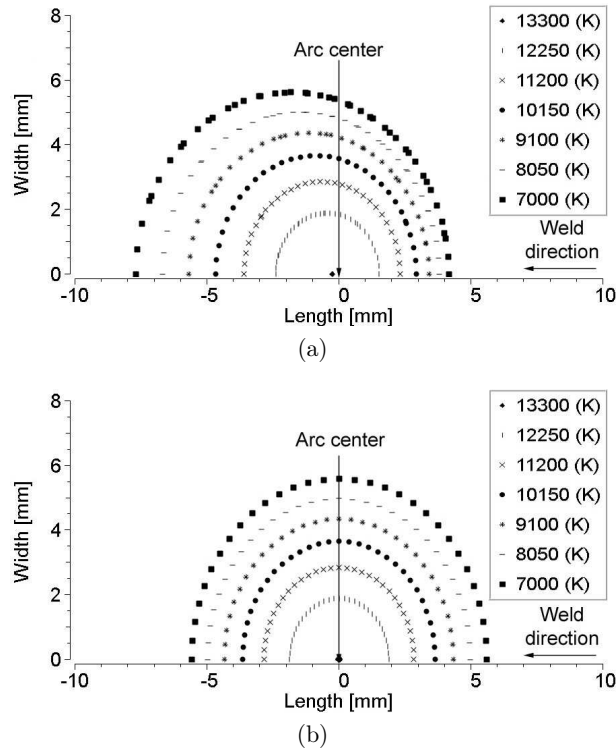 8
6
4
2
0
Width [mm]
Arc center
13300 (K)
12250 (K)
11200 (K)
10150 (K)
9100 (K)
8050 (K)
7000 (K)
Weld
direction
-10
-5
0
5
10
Length [mm]
(a)
8
6
4
2
0
Width [mm]
Arc center
13300 (K)
12250 (K)
11200 (K)
10150 (K)
9100 (K)
8050 (K)
7000 (K)
Weld
direction
-10
-5
0
5
10
Length [mm]
(b)